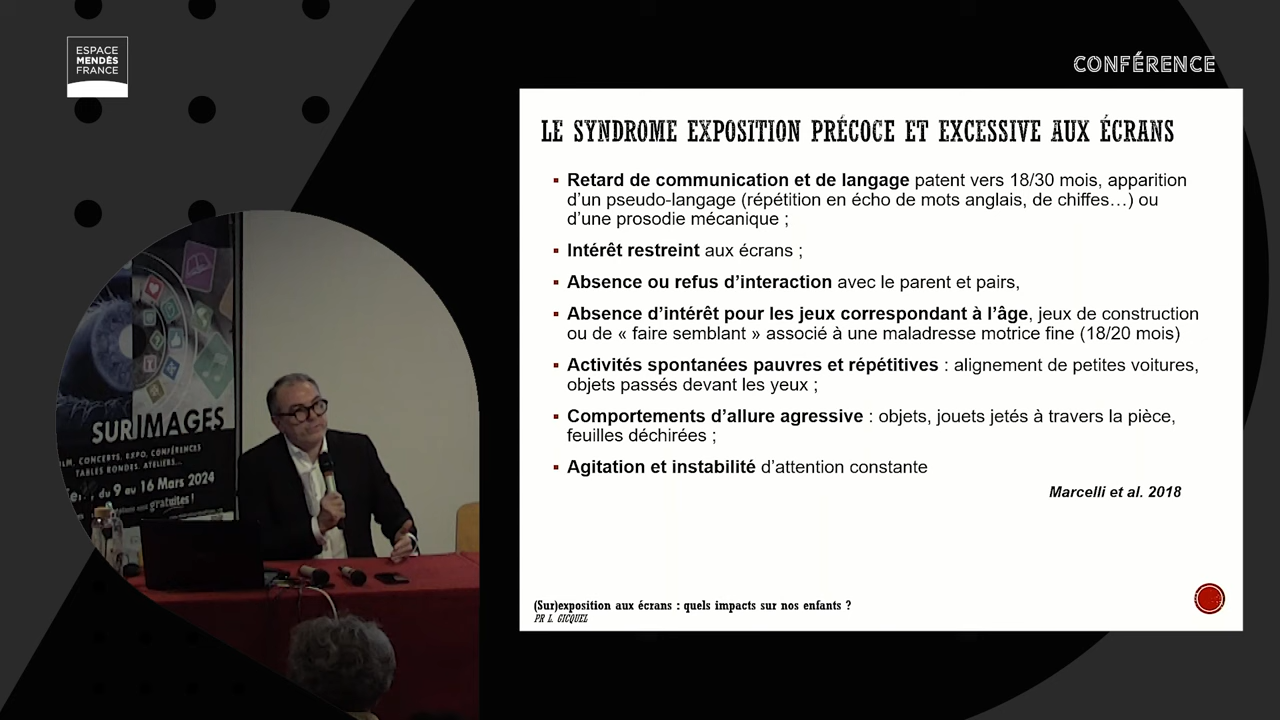 ESPACE
MENDÈS
FRANCE
CONFÉRENCE
LE SYNDROME EXPOSITION PRÉCOCE ET EXCESSIVE AUX ÉCRANS
▪ Retard de communication et de langage patent vers 18/30 mois, apparition
d’un pseudo-langage (répétition en écho de mots anglais, de chiffes…) ou
d’une prosodie mécanique ;
▪ Intérêt restreint aux écrans ;
▪ Absence ou refus d’interaction avec le parent et pairs,
▪ Absence d’intérêt pour les jeux correspondant à l’âge, jeux de construction
ou de « faire semblant » associé à une maladresse motrice fine (18/20 mois)
▪ Activités spontanées pauvres et répétitives : alignement de petites voitures,
objets passés devant les yeux ;
▪ Comportements d’allure agressive : objets, jouets jetés à travers la pièce,
feuilles déchirées ;
▪ Agitation et instabilité d’attention constante
Marcelli et al. 2018
(Sur)exposition aux écrans : quels impacts sur nos enfants ?
PR L. GICQUEL
SUR IMAGES
CONCERTS, EXPO, CONFÉRENCES
TABLES RONDES, ATELIERS...
du 9 au 16 Mars 2024
gratuites !